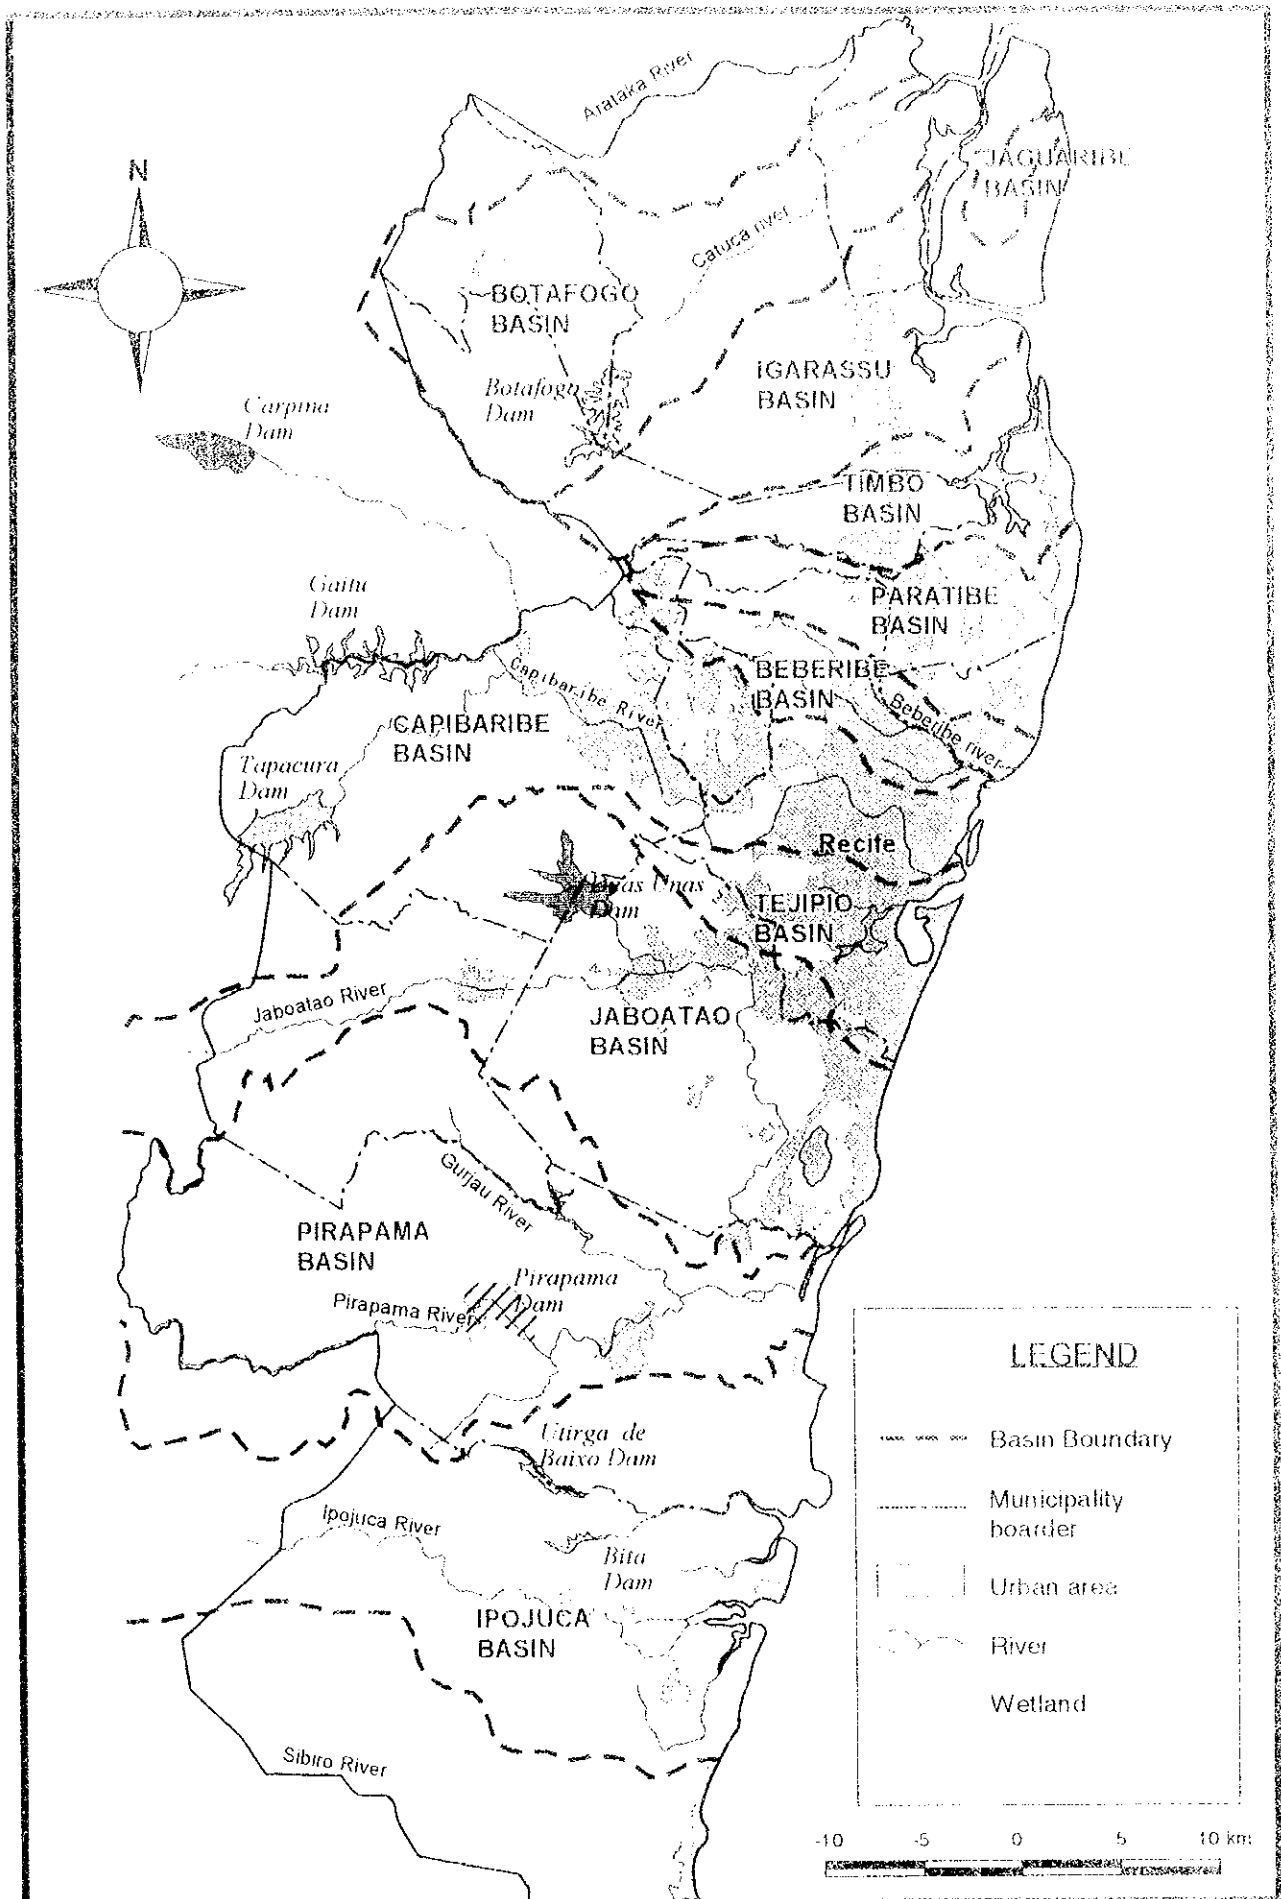 Arataka River
N
JAGUARIBE
BASIN
Catuca river
BOTAFOGO
BASIN
IGARASSU
BASIN
Botafogo
Dam
Carpina
Dam
TIMBO
BASIN
Gaitu
Dam
PARATIBE
BASIN
Capibaribe River
BEBERIBE
BASIN
Beberibe river
CAPIBARIBE
BASIN
Tapacura
Dam
Recife
Duas Unas
Dam
TEJIPIO
BASIN
Jaboatao River
JABOATAO
BASIN
Gurjau River
PIRAPAMA
BASIN
Pirapama
Dam
Pirapama River
LEGEND
Basin Boundary
Municipality
boarder
Urban area
River
Wetland
Utirga de
Baixo Dam
Ipojuca River
Bita
Dam
IPOJUCA
BASIN
Sibiro River
-10 -5 0 5 10 km